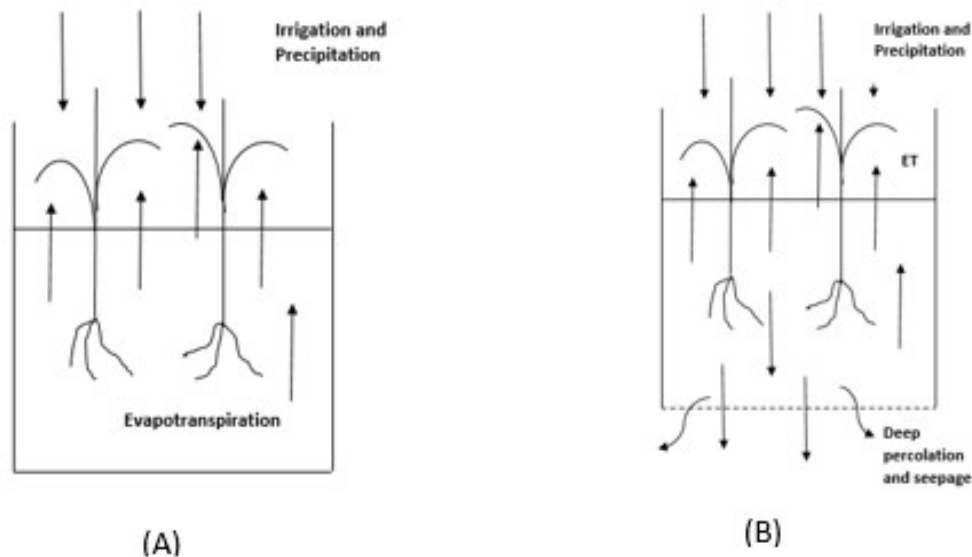 Irrigation and
Precipitation
Evapotranspiration
(A)
Irrigation and
Precipitation
ET
Deep
percolation
and seepage
(B)